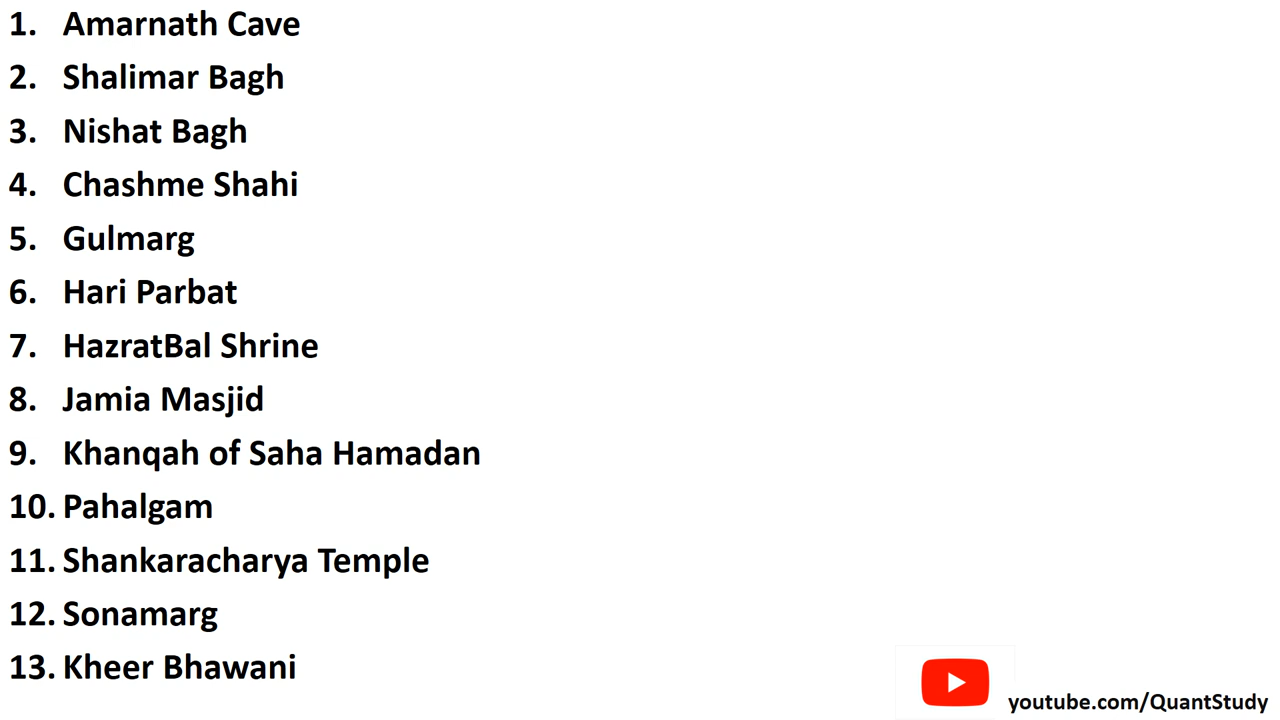 1. Amarnath Cave
2. Shalimar Bagh
3. Nishat Bagh
4. Chashme Shahi
5. Gulmarg
6. Hari Parbat
7. HazratBal Shrine
8. Jamia Masjid
9. Khanqah of Saha Hamadan
10. Pahalgam
11. Shankaracharya Temple
12. Sonamarg
13. Kheer Bhawani
youtube.com/QuantStudy